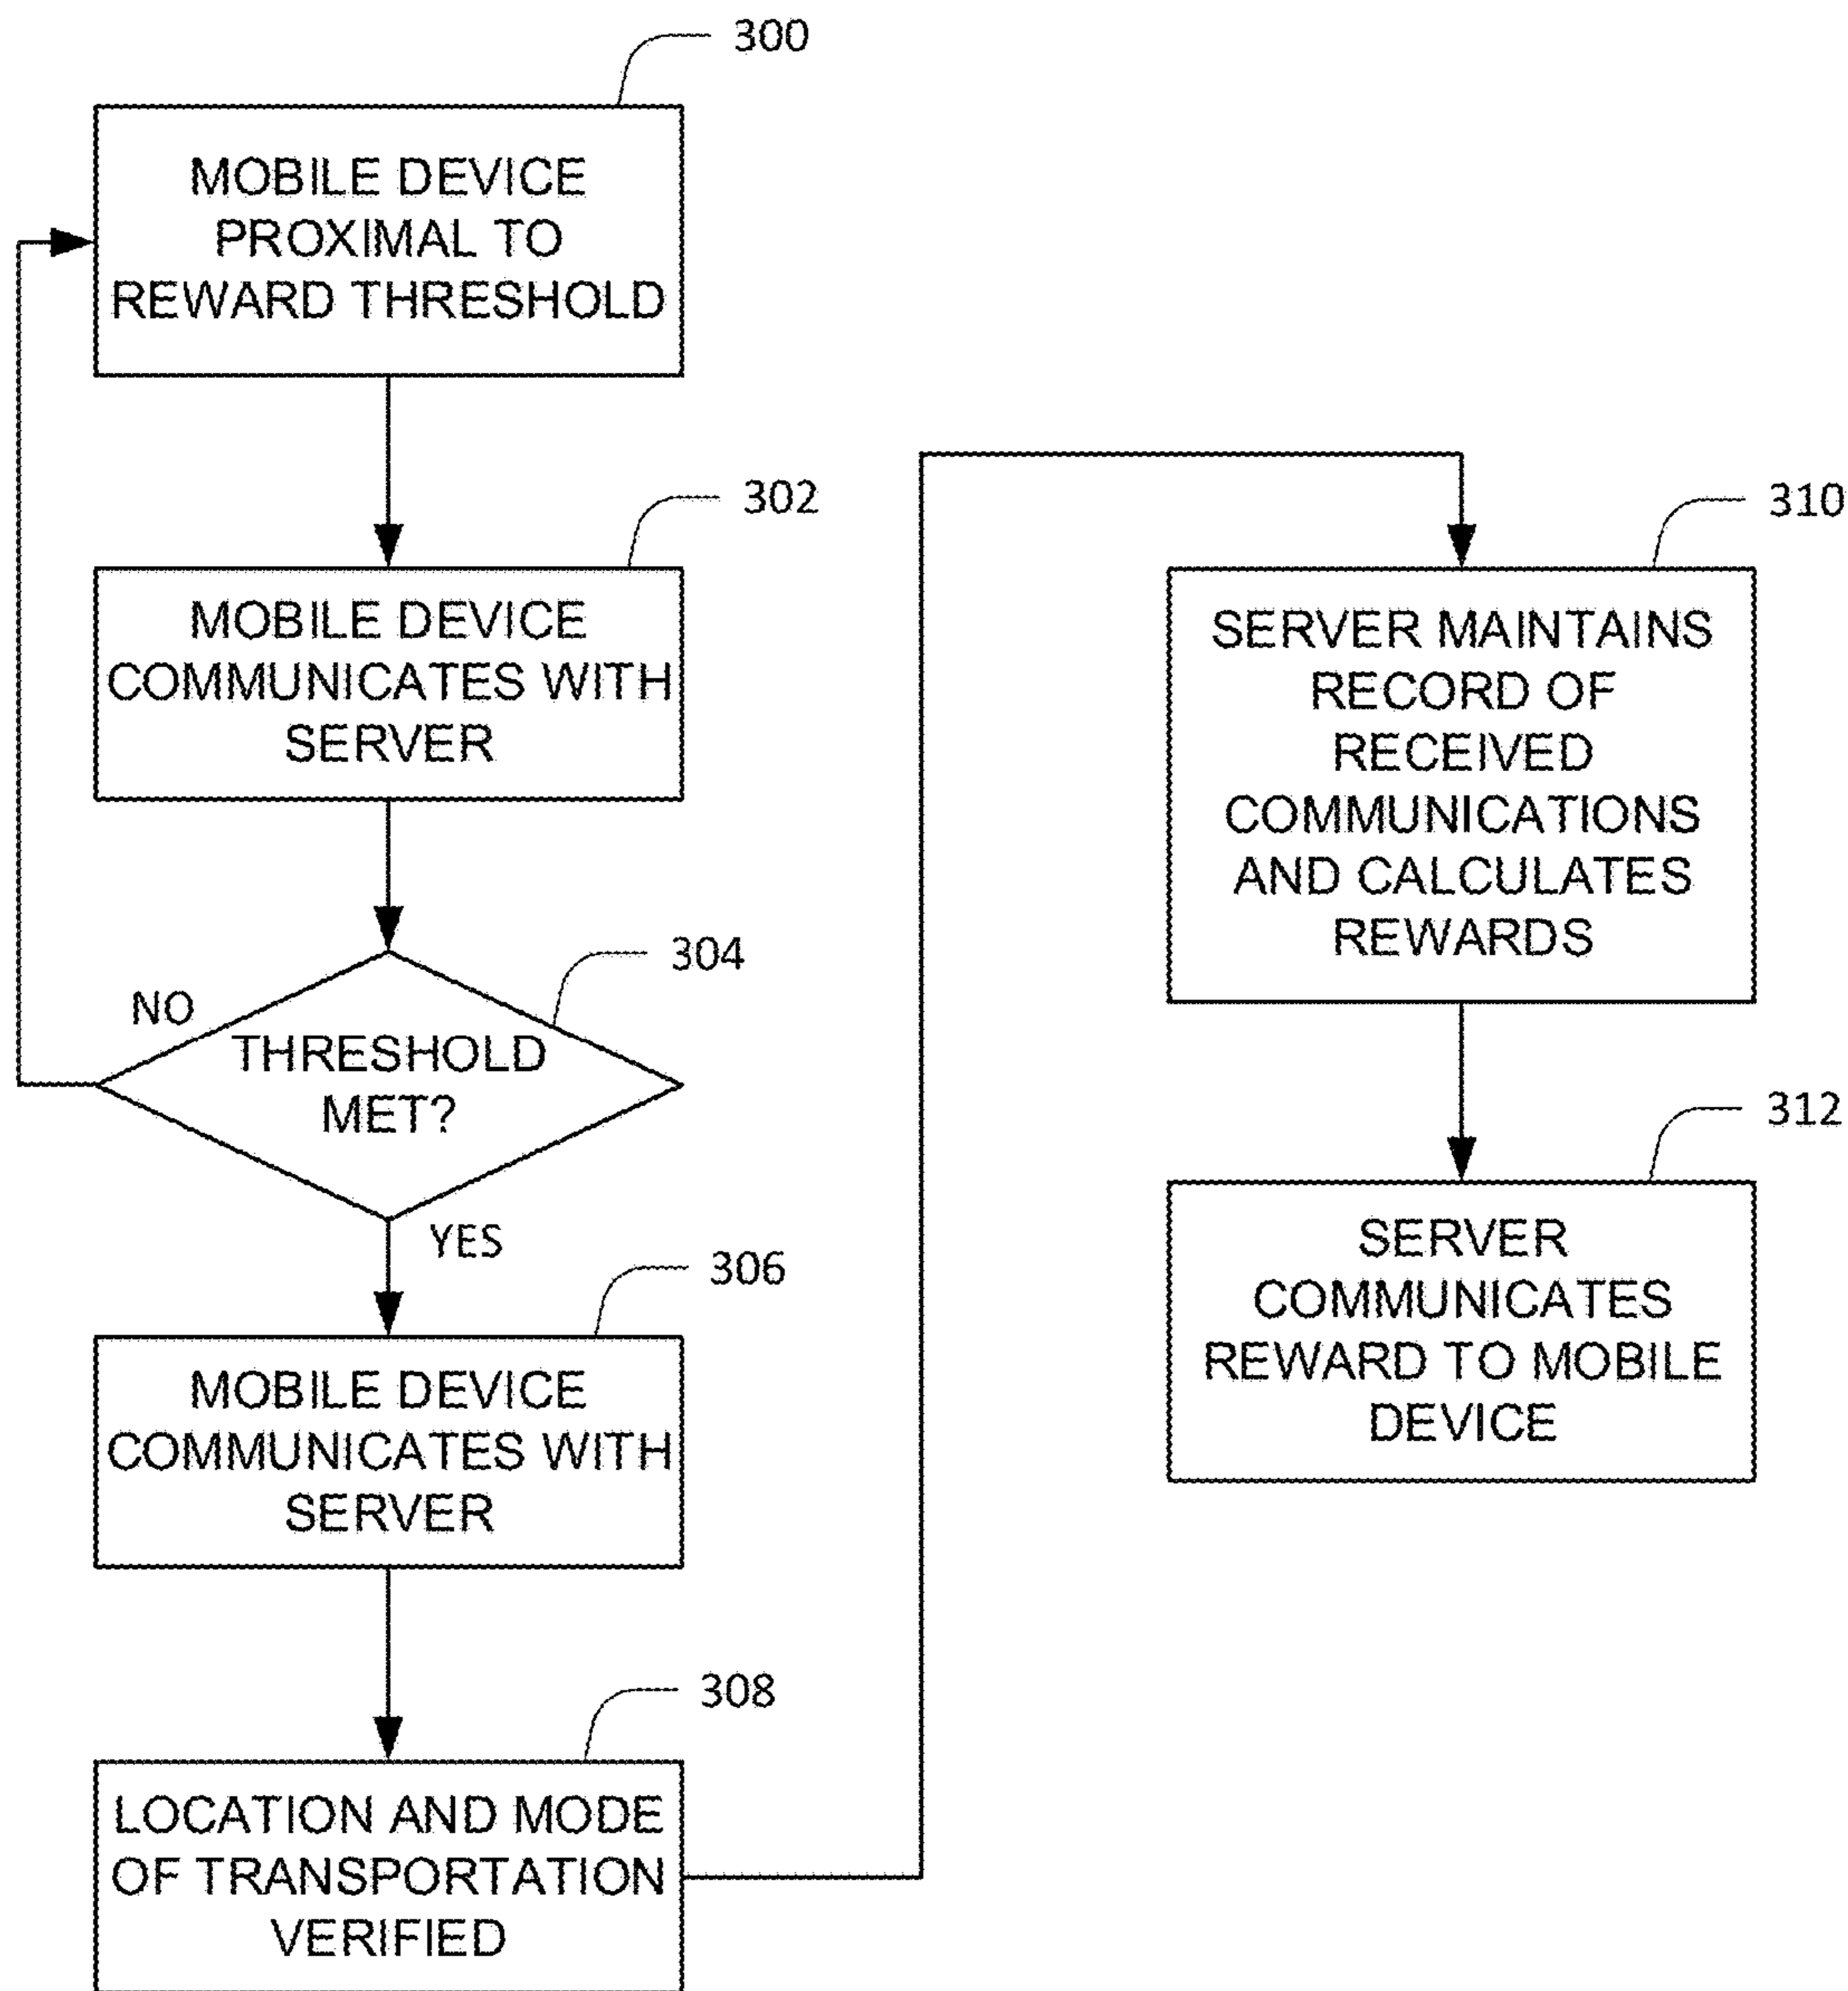 300
MOBILE DEVICE
PROXIMAL TO
REWARD THRESHOLD
302
MOBILE DEVICE
COMMUNICATES WITH
SERVER
304
NO
THRESHOLD
MET?
YES
306
MOBILE DEVICE
COMMUNICATES WITH
SERVER
308
LOCATION AND MODE
OF TRANSPORTATION
VERIFIED
310
SERVER MAINTAINS
RECORD OF
RECEIVED
COMMUNICATIONS
AND CALCULATES
REWARDS
312
SERVER
COMMUNICATES
REWARD TO MOBILE
DEVICE